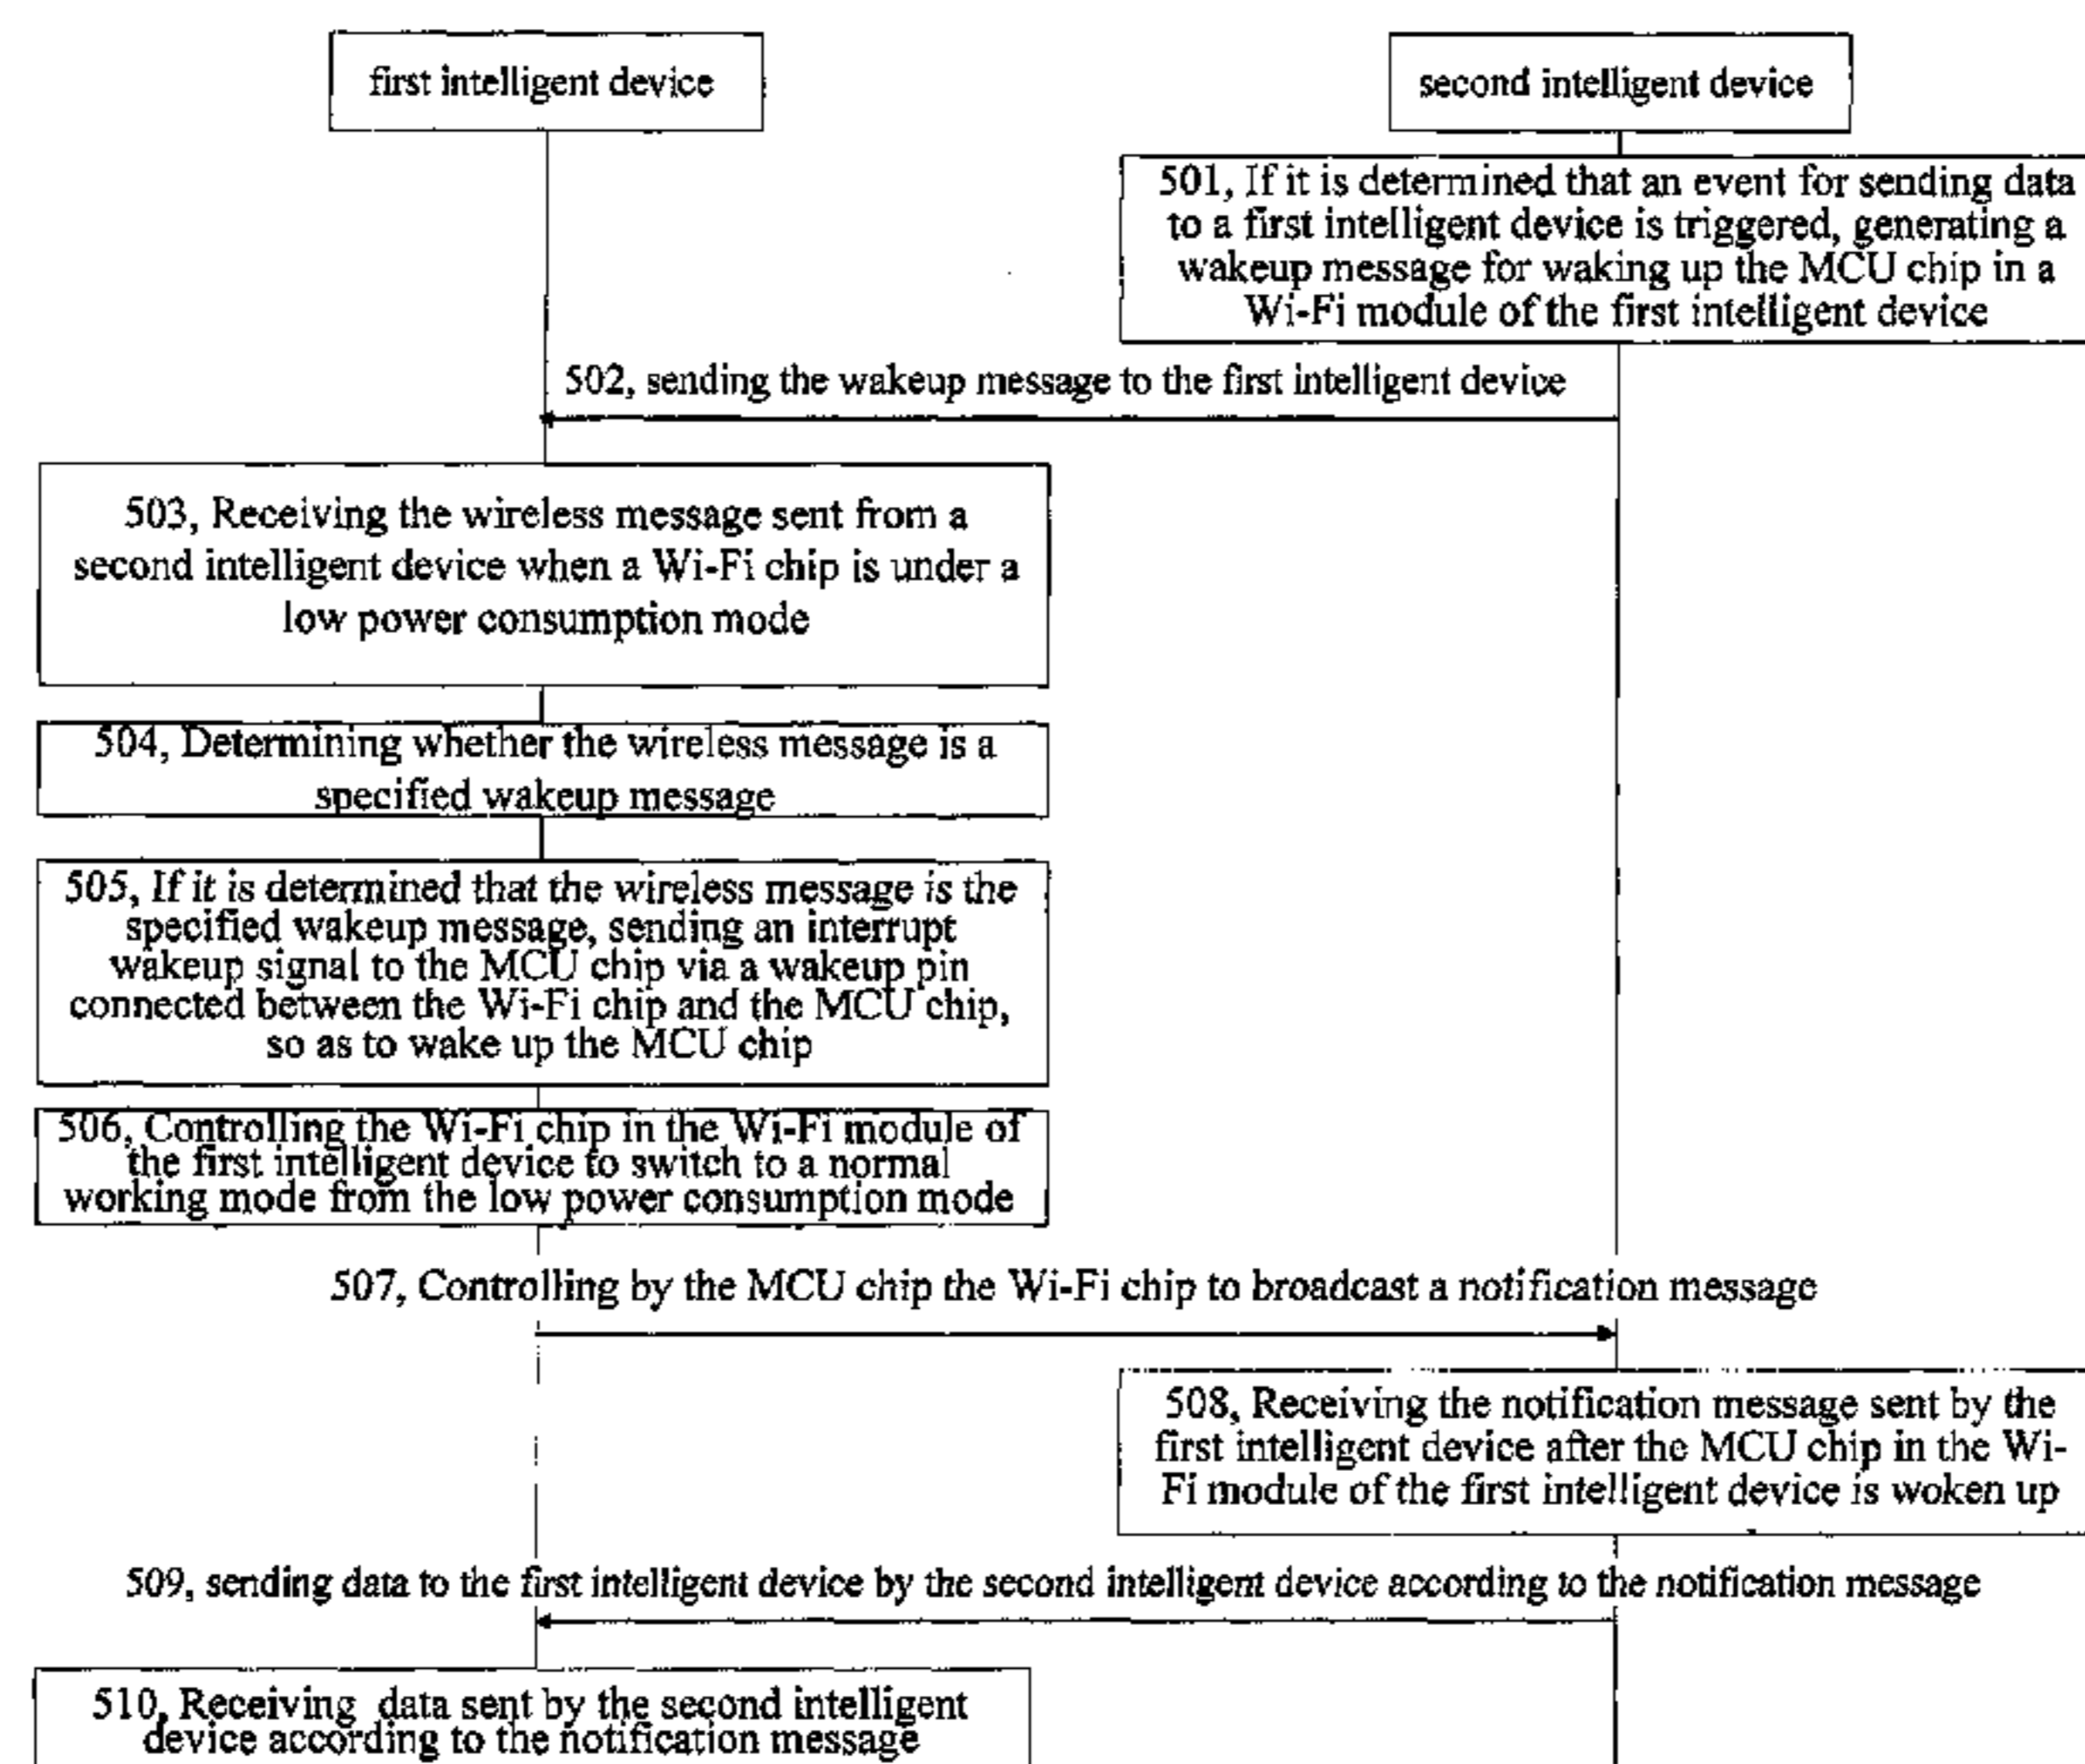 first intelligent device
second intelligent device
501, If it is determined that an event for sending data
to a first intelligent device is triggered, generating a
wakeup message for waking up the MCU chip in a
Wi-Fi module of the first intelligent device
502, sending the wakeup message to the first intelligent device
503, Receiving the wireless message sent from a
second intelligent device when a Wi-Fi chip is under a
low power consumption mode
504, Determining whether the wireless message is a
specified wakeup message
505, If it is determined that the wireless message is the
specified wakeup message, sending an interrupt
wakeup signal to the MCU chip via a wakeup pin
connected between the Wi-Fi chip and the MCU chip,
so as to wake up the MCU chip
506, Controlling the Wi-Fi chip in the Wi-Fi module of
the first intelligent device to switch to a normal
working mode from the low power consumption mode
507, Controlling by the MCU chip the Wi-Fi chip to broadcast a notification message
508, Receiving the notification message sent by the
first intelligent device after the MCU chip in the Wi-
Fi module of the first intelligent device is woken up
509, sending data to the first intelligent device by the second intelligent device according to the notification message
510, Receiving data sent by the second intelligent
device according to the notification message